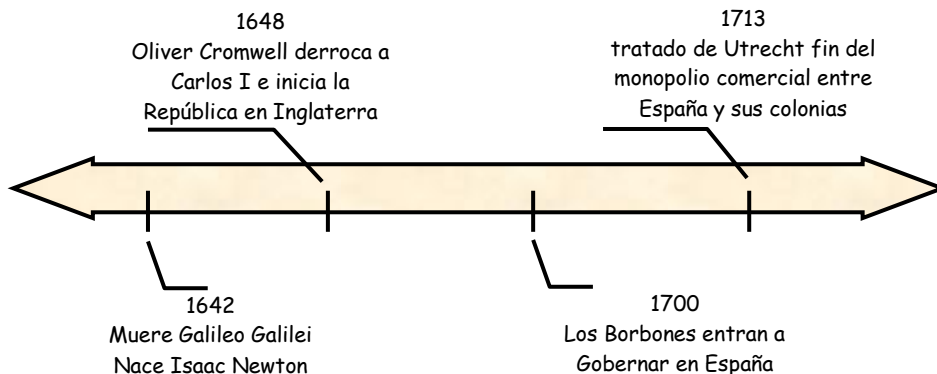 1648
Oliver Cromwell derroca a
Carlos I e inicia la
República en Inglaterra
1713
tratado de Utrecht fin del
monopolio comercial entre
España y sus colonias
1642
Muere Galileo Galilei
Nace Isaac Newton
1700
Los Borbones entran a
Gobernar en España